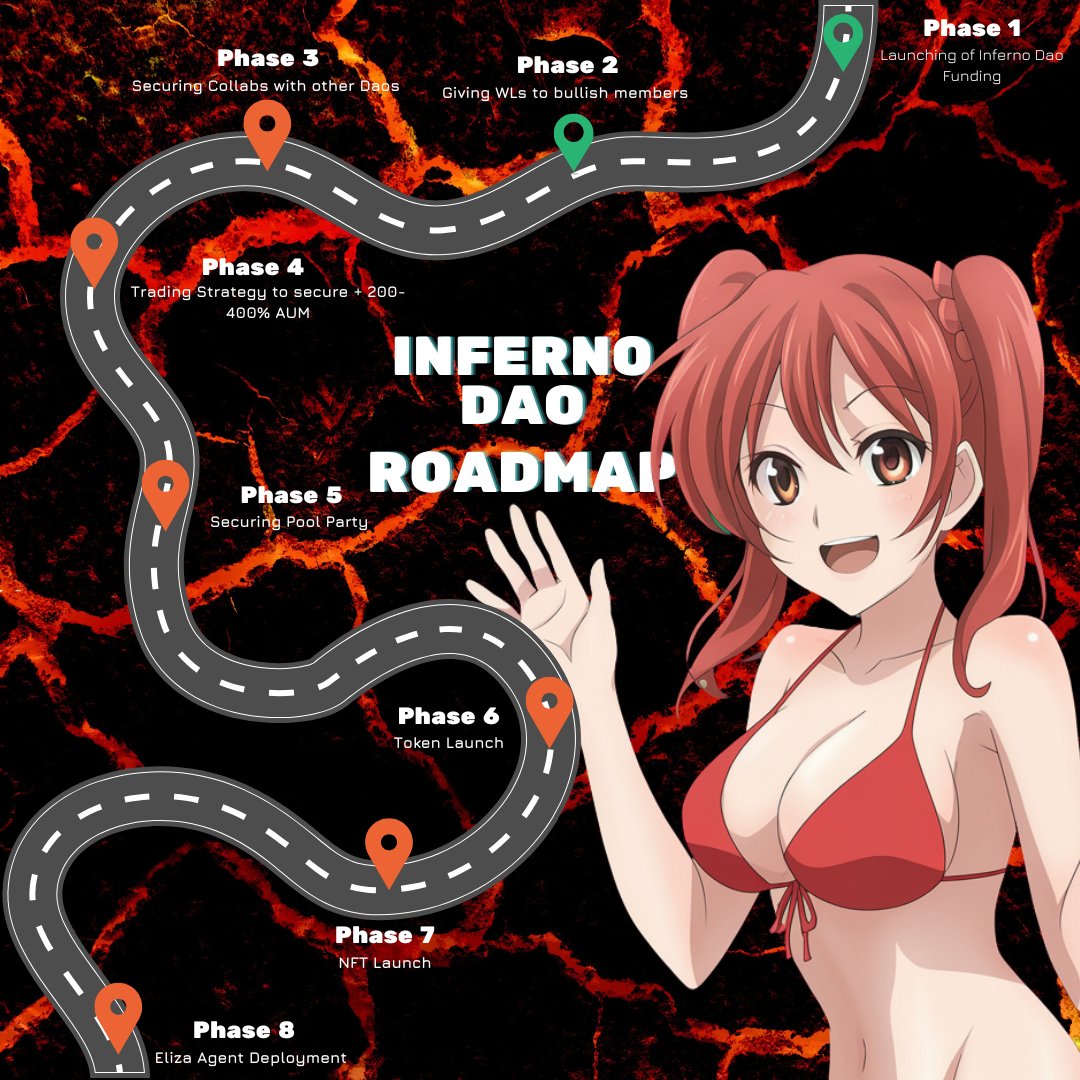 Phase 1
Launching of Inferno Dao
Funding
Phase 2
Giving WLs to bullish members
Phase 3
Securing Collabs with other Daos
Phase 4
Trading Strategy to secure + 200-
400% AUM
INFERNO
DAO
ROADMAP
Phase 5
Securing Pool Party
Phase 6
Token Launch
Phase 7
NFT Launch
Phase 8
Eliza Agent Deployment